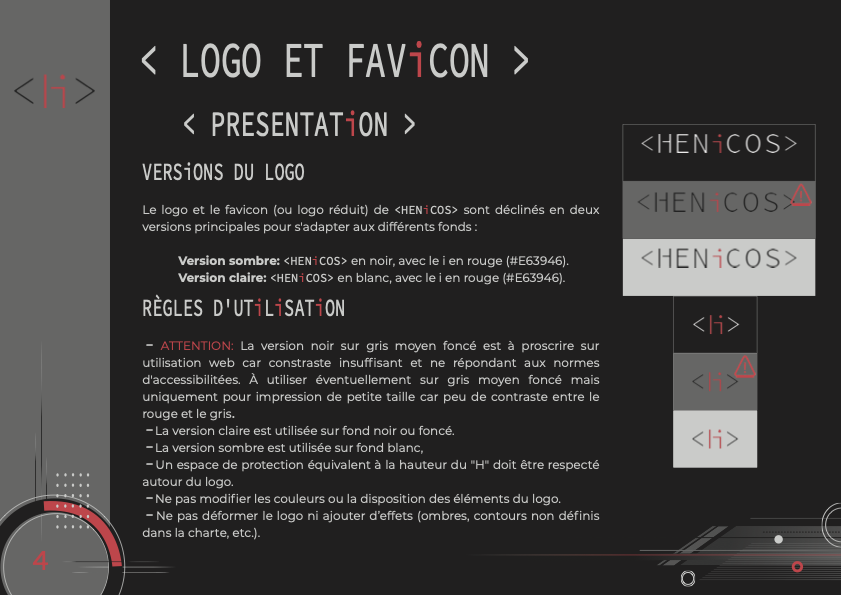 < LOGO ET FAViCON >
<li>
< PRESENTATiON >
VERSiONS DU LOGO
Le logo et le favicon (ou logo réduit) de <HENiCOS> sont déclinés en deux
versions principales pour s'adapter aux différents fonds :
Version sombre: <HENiCOS> en noir, avec le i en rouge (#E63946).
Version claire: <HENiCOS> en blanc, avec le i en rouge (#E63946).
RÈGLES D'UTiLiSATiON
- ATTENTION: La version noir sur gris moyen foncé est à proscrire sur
utilisation web car constraste insuffisant et ne répondant aux normes
d'accessibilitées. À utiliser éventuellement sur gris moyen foncé mais
uniquement pour impression de petite taille car peu de contraste entre le
rouge et le gris.
- La version claire est utilisée sur fond noir ou foncé.
- La version sombre est utilisée sur fond blanc,
- Un espace de protection équivalent à la hauteur du "H" doit être respecté
autour du logo.
- Ne pas modifier les couleurs ou la disposition des éléments du logo.
- Ne pas déformer le logo ni ajouter d'effets (ombres, contours non définis
dans la charte, etc.).
<HENiCOS>
<HENiCOS>
<HENiCOS>
<li>
<li>
<li>
4